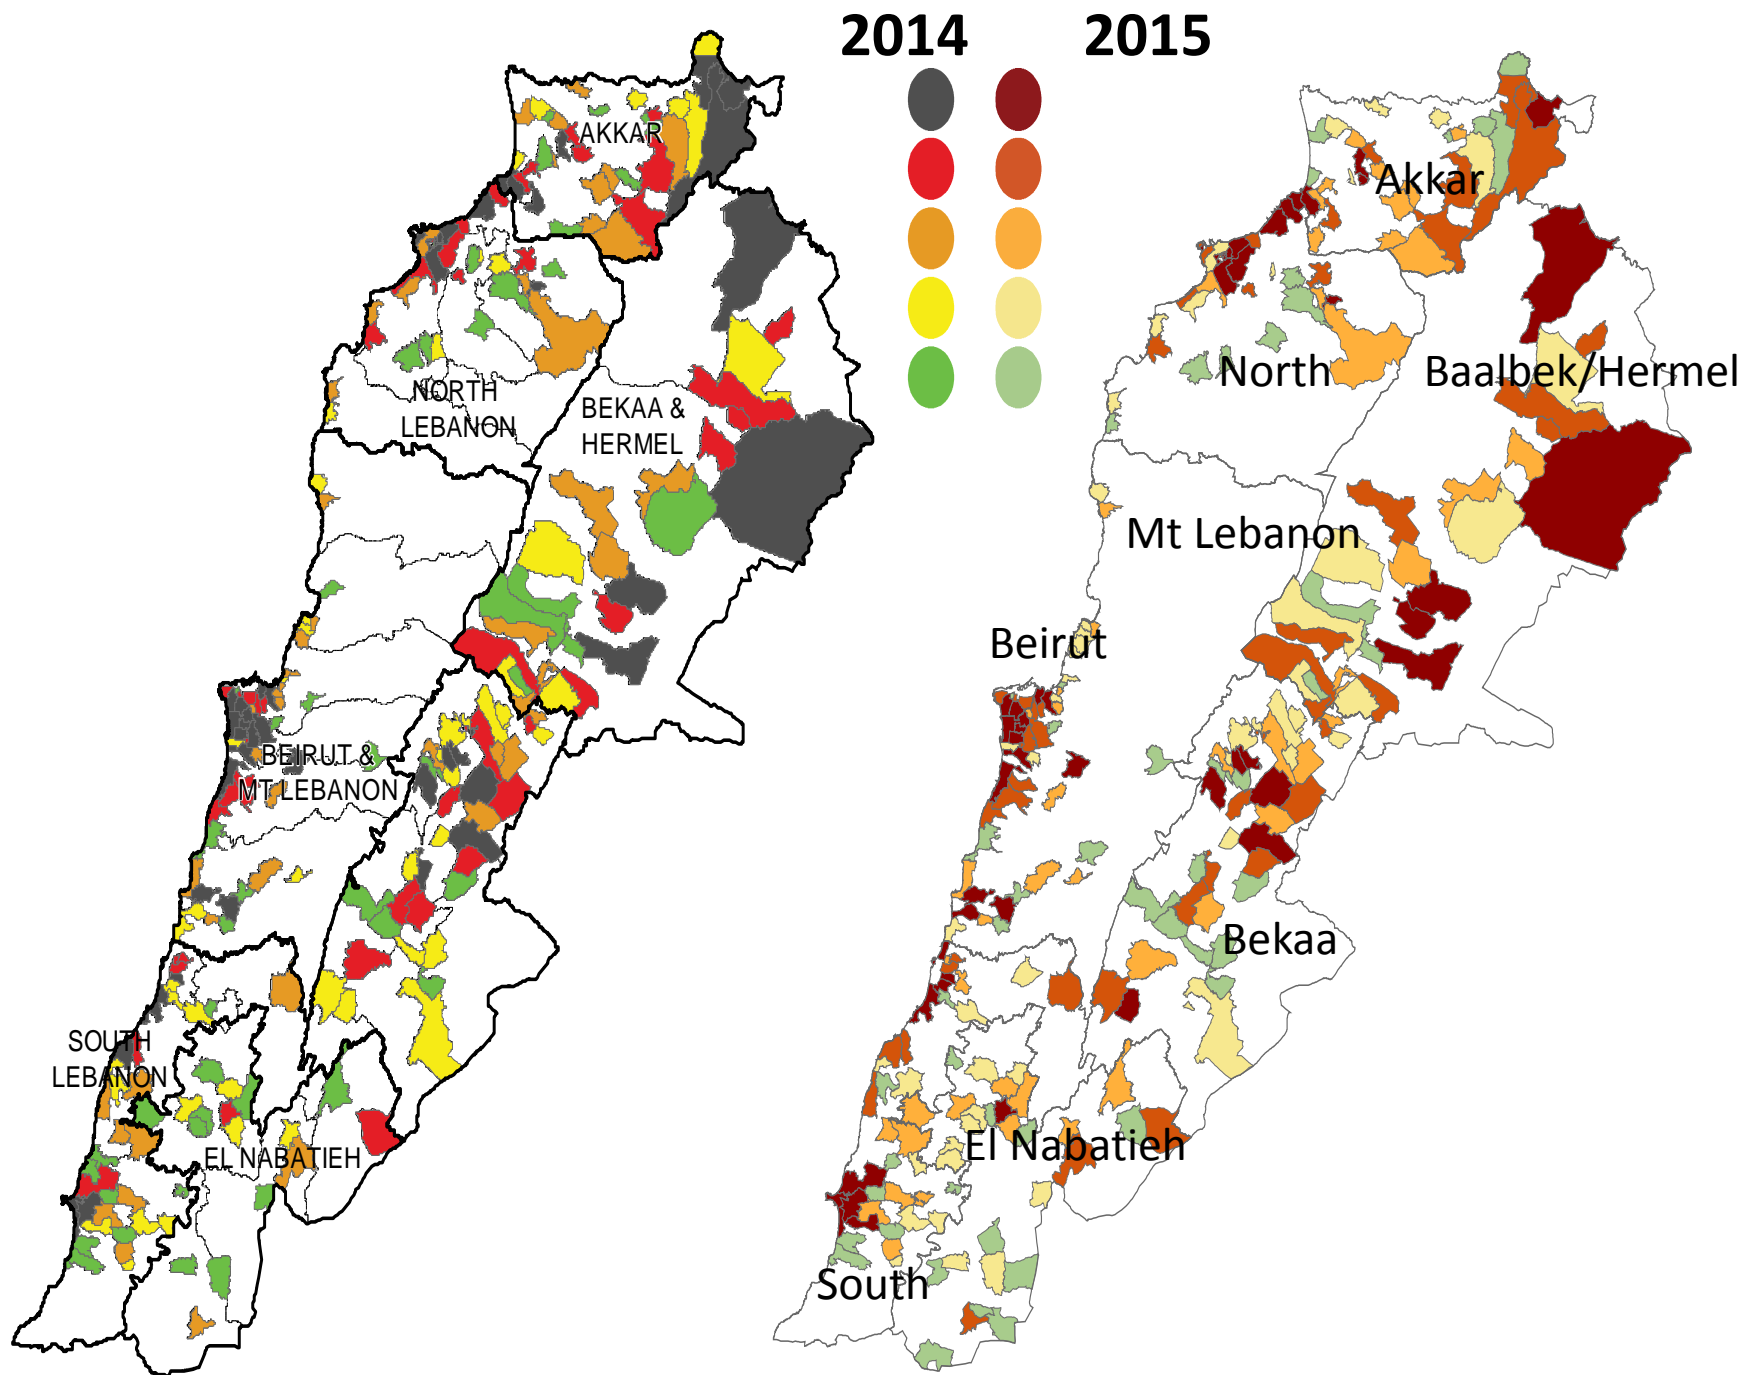 2014
2015
AKKAR
NORTH
LEBANON
BEKAA &
HERMEL
BEIRUT &
MT LEBANON
SOUTH
LEBANON
EL NABATIEH
Akkar
North
Baalbek/Hermel
Mt Lebanon
Beirut
Bekaa
El Nabatieh
South